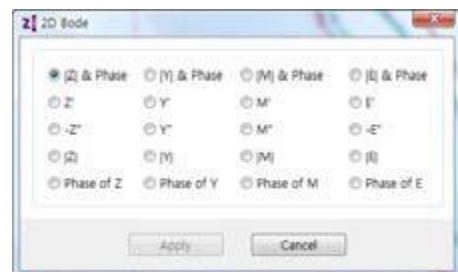 2D Bode
|Z| & Phase |Y| & Phase |M| & Phase |E| & Phase
Z' Y' M' E'
-Z" Y" M" -E"
|Z| |Y| |M| |E|
Phase of Z Phase of Y Phase of M Phase of E
Apply Cancel